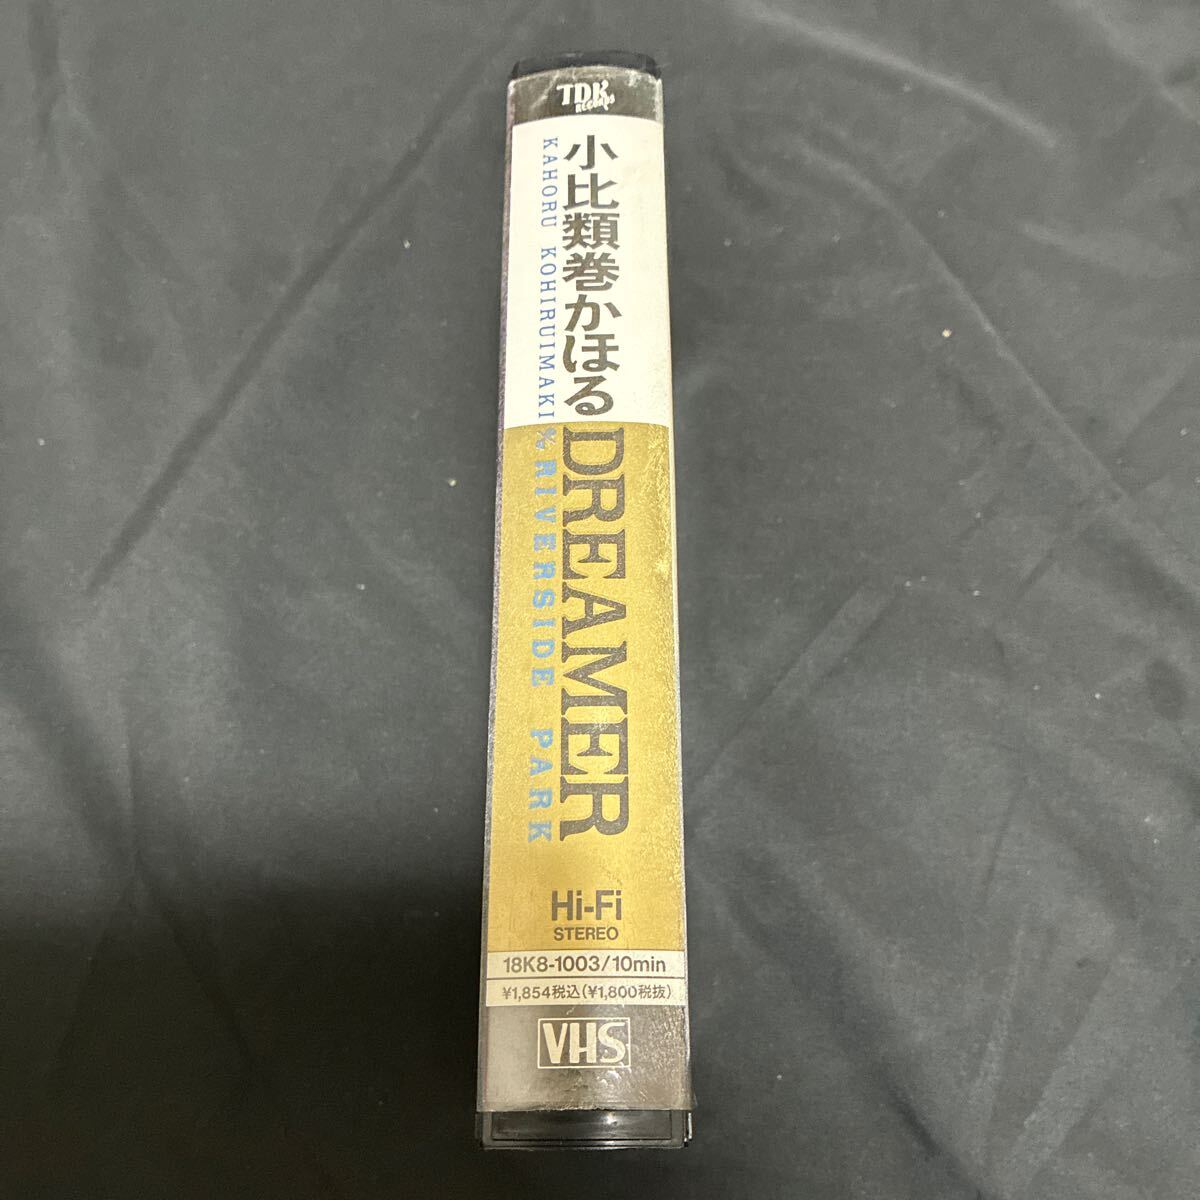 TDK
RECORDS
小比類巻かほる DREAMER
KAHORU KOHIRUIMAKI % RIVERSIDE PARK
Hi-Fi
STEREO
18K8-1003/10min
¥1,854税込(¥1,800税抜)
VHS